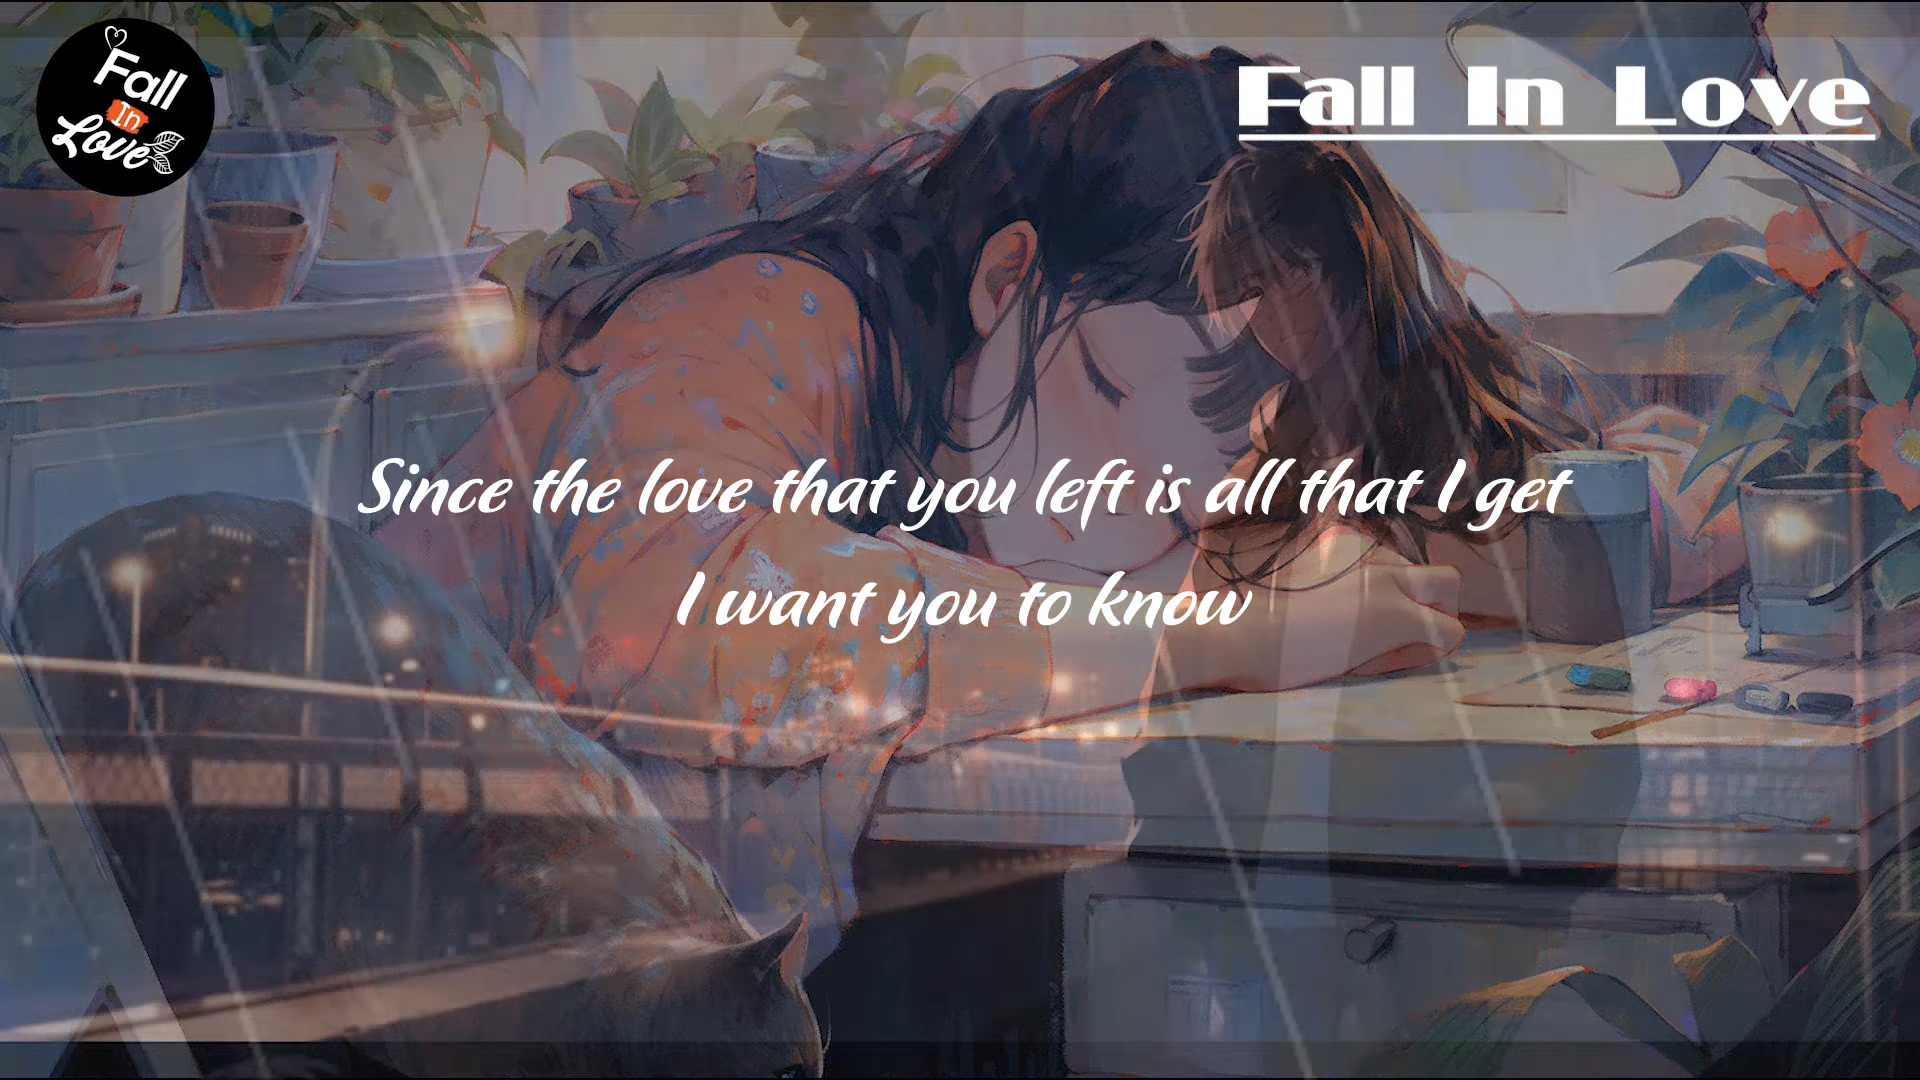 Fall
In
Love
Fall In Love
Since the love that you left is all that I get
I want you to know